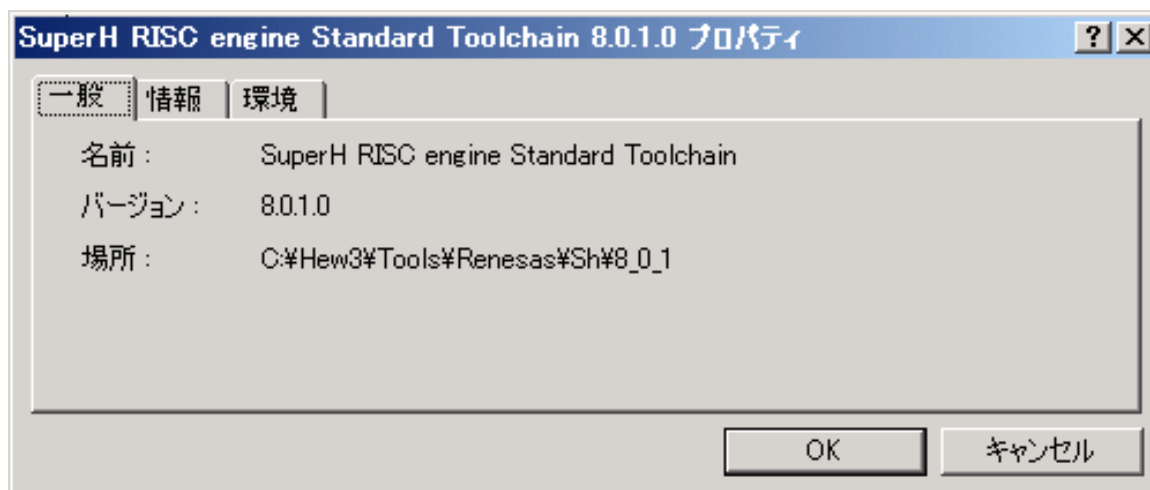 SuperH RISC engine Standard Toolchain 8.0.1.0 プロパティ
一般 情報 環境
名前： SuperH RISC engine Standard Toolchain
バージョン： 8.0.1.0
場所： C:¥Hew3¥Tools¥Renesas¥Sh¥8_0_1
OK キャンセル